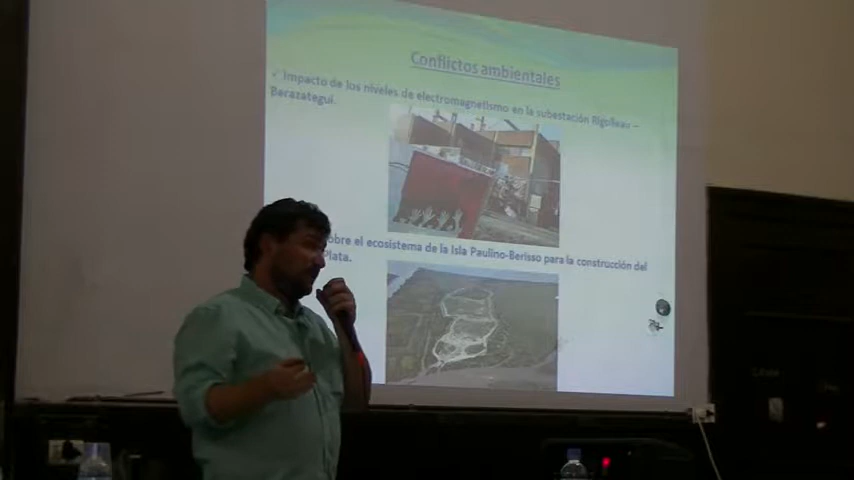 Conflictos ambientales
• Impacto de los niveles de electromagnetismo en la subestación Rigolleau –
Berazategui.
sobre el ecosistema de la Isla Paulino-Berisso para la construcción del
Plata.